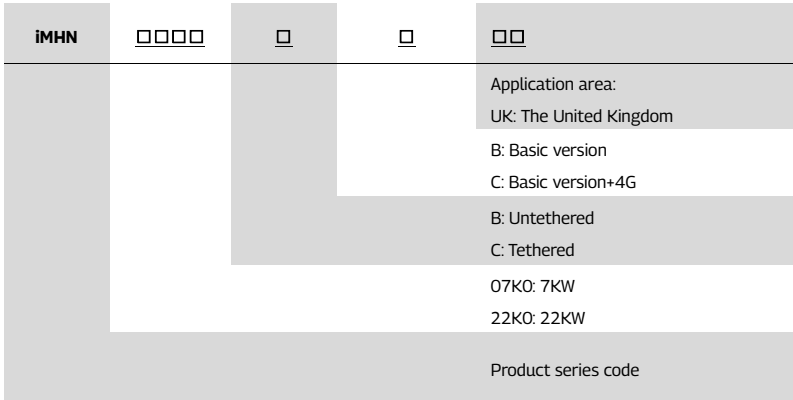 iMHN □□□□ □ □ □□
Application area:
UK: The United Kingdom
B: Basic version
C: Basic version+4G
B: Untethered
C: Tethered
07K0: 7KW
22K0: 22KW
Product series code